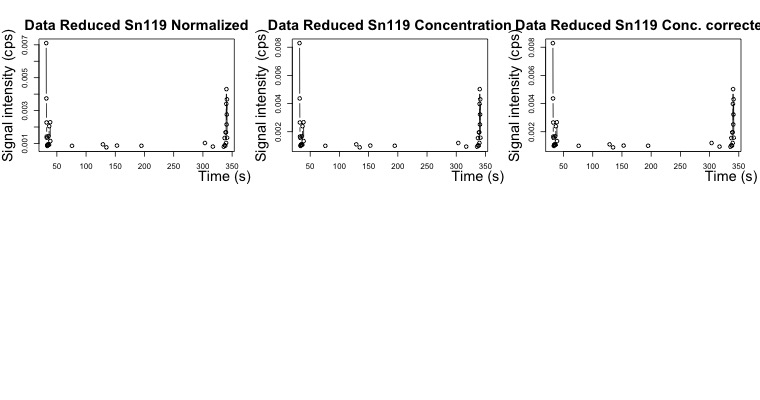 Data Reduced Sn119 Normalized
Signal intensity (cps)
0.001 0.003 0.005 0.007
50 100 150 200 250 300 350
Time (s)
Data Reduced Sn119 Concentration
Signal intensity (cps)
0.002 0.004 0.006 0.008
50 100 150 200 250 300 350
Time (s)
Data Reduced Sn119 Conc. correcte
Signal intensity (cps)
0.002 0.004 0.006 0.008
50 100 150 200 250 300 350
Time (s)